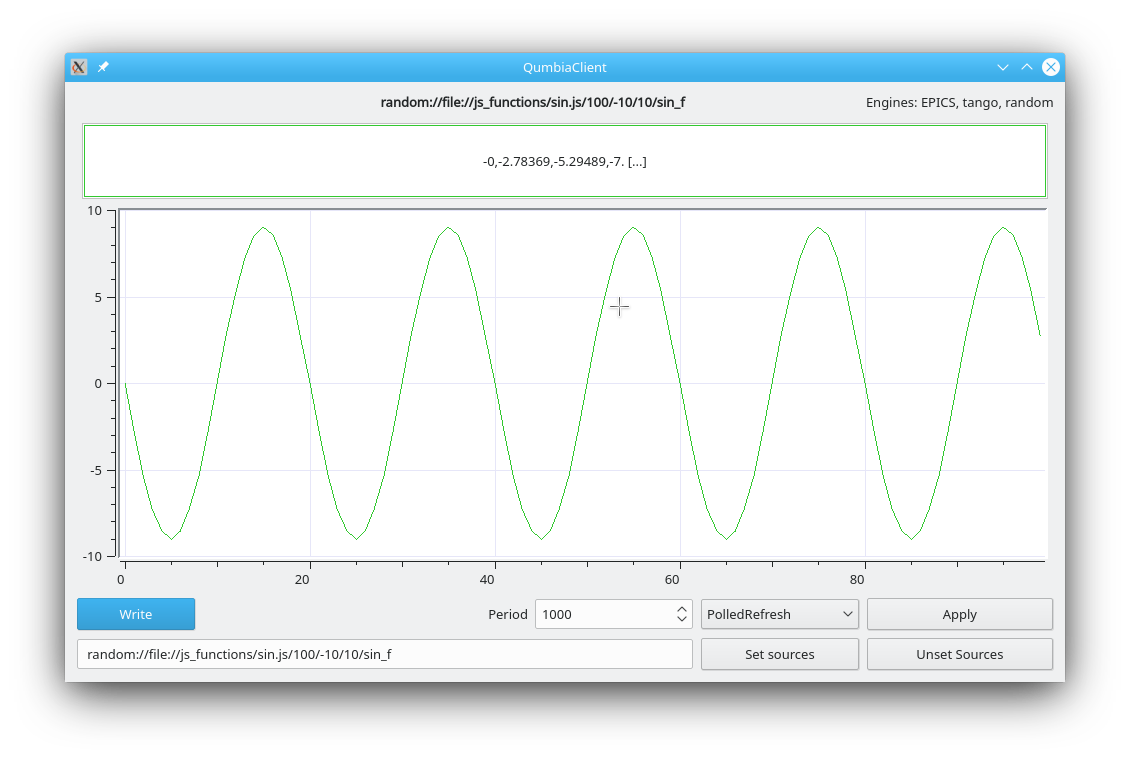 QumbiaClient
random://file://js_functions/sin.js/100/-10/10/sin_f Engines: EPICS, tango, random
-0,-2.78369,-5.29489,-7. [...]
10
5
0
-5
-10
0 20 40 60 80
Write Period 1000 PolledRefresh Apply
random://file://js_functions/sin.js/100/-10/10/sin_f Set sources Unset Sources